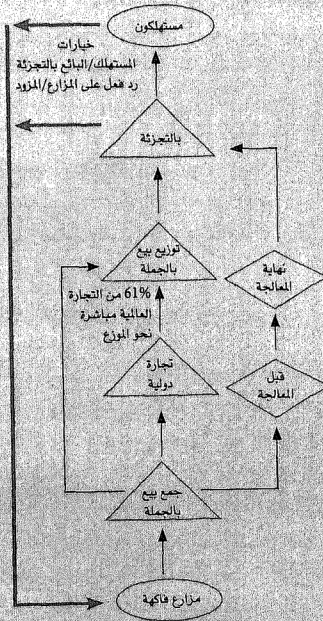 مستهلكون
خيارات
المستهلك/البائع بالتجزئة
رد فعل على المزارع/المزود
بالتجزئة
توزيع بيع
بالجملة
نهاية
المعالجة
61% من التجارة
العالمية مباشرة
نحو الموزع
تجارة
دولية
قبل
المعالجة
جمع بيع
بالجملة
مزارع فاكهة